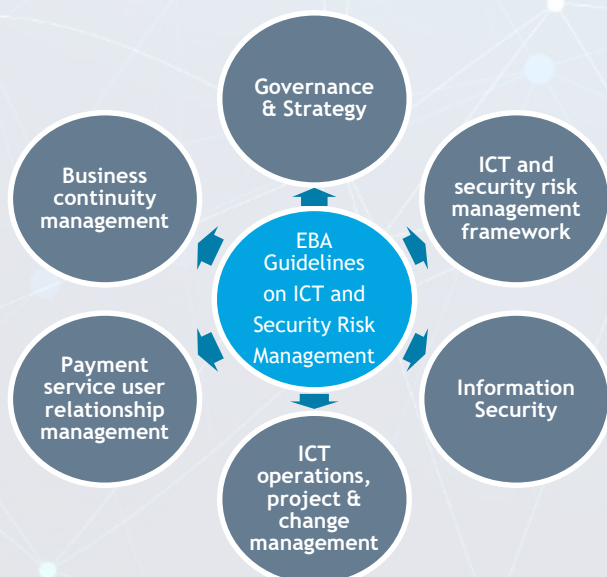 Governance
& Strategy
ICT and
security risk
management
framework
Information
Security
ICT
operations,
project &
change
management
Payment
service user
relationship
management
Business
continuity
management
EBA
Guidelines
on ICT and
Security Risk
Management